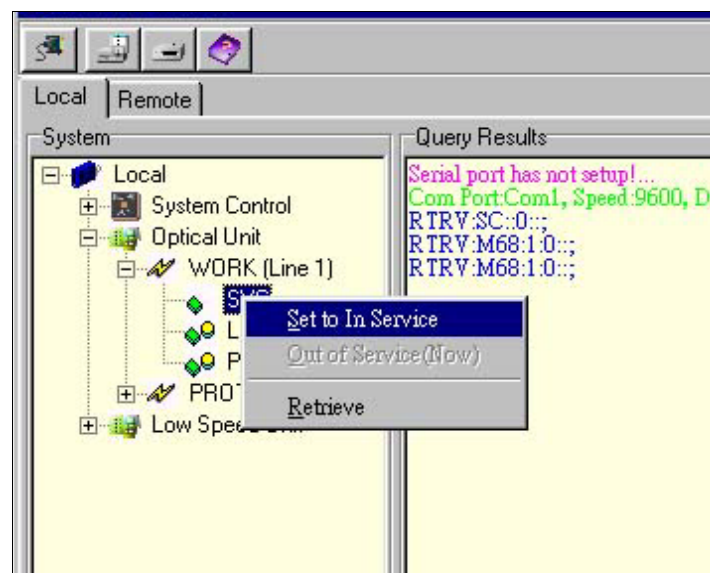 Local Remote
System
Local
System Control
Optical Unit
WORK (Line 1)
Low Spe
Query Results
Serial port has not setup!...
Com Port:Com1, Speed:9600, D
RTRV:SC::0::;
RTRV:M68:1:0::;
RTRV:M68:1:0::;
Set to In Service
Out of Service(Now)
Retrieve